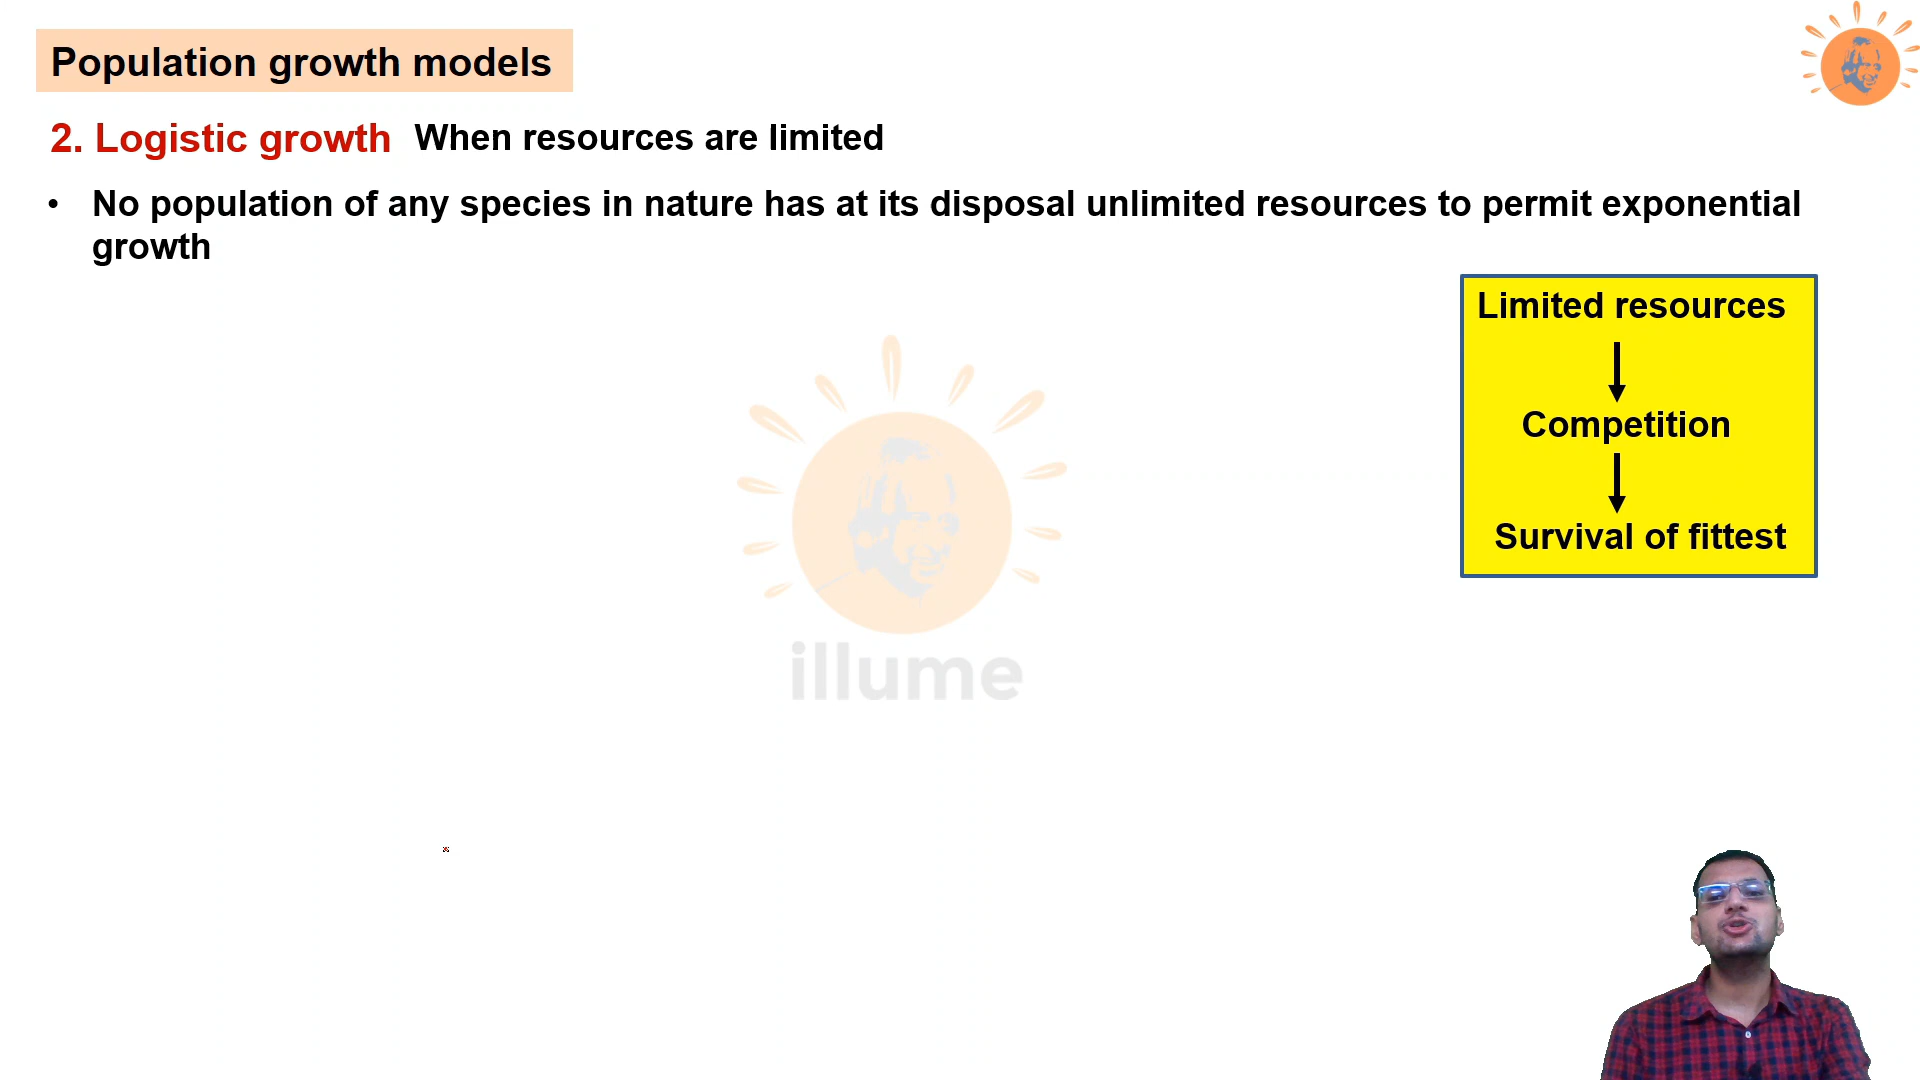 Population growth models
2. Logistic growth When resources are limited
• No population of any species in nature has at its disposal unlimited resources to permit exponential
growth
Limited resources
Competition
Survival of fittest
illume